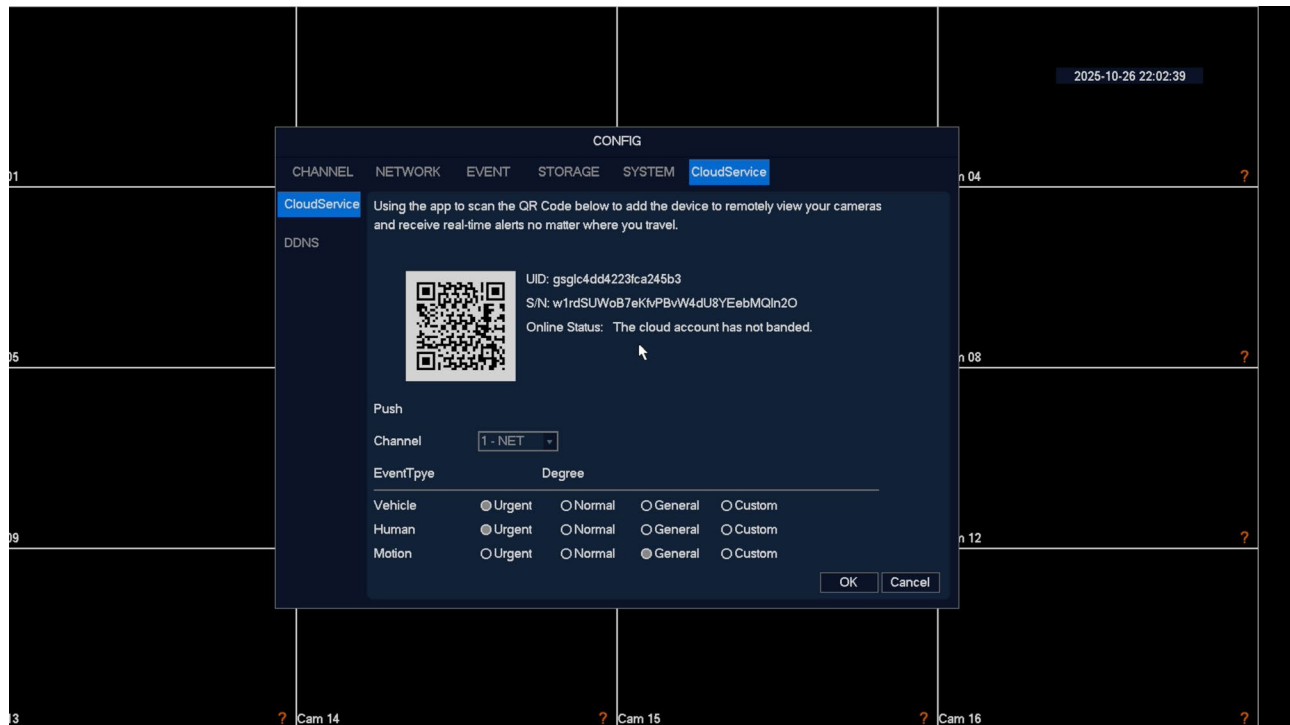 2025-10-26 22:02:39
CONFIG
CHANNEL NETWORK EVENT STORAGE SYSTEM CloudService
01
n 04 ?
CloudService
Using the app to scan the QR Code below to add the device to remotely view your cameras
and receive real-time alerts no matter where you travel.
DDNS
UID: gsglc4dd4223fca245b3
S/N: w1rdSUWoB7eKfvPBvW4dU8YEebMQIn2O
Online Status: The cloud account has not banded.
05
n 08 ?
Push
Channel 1 - NET
EventTpye Degree
Vehicle Urgent Normal General Custom
Human Urgent Normal General Custom
09
n 12 ?
Motion Urgent Normal General Custom
OK Cancel
13 ? Cam 14 ? Cam 15 ? Cam 16 ?